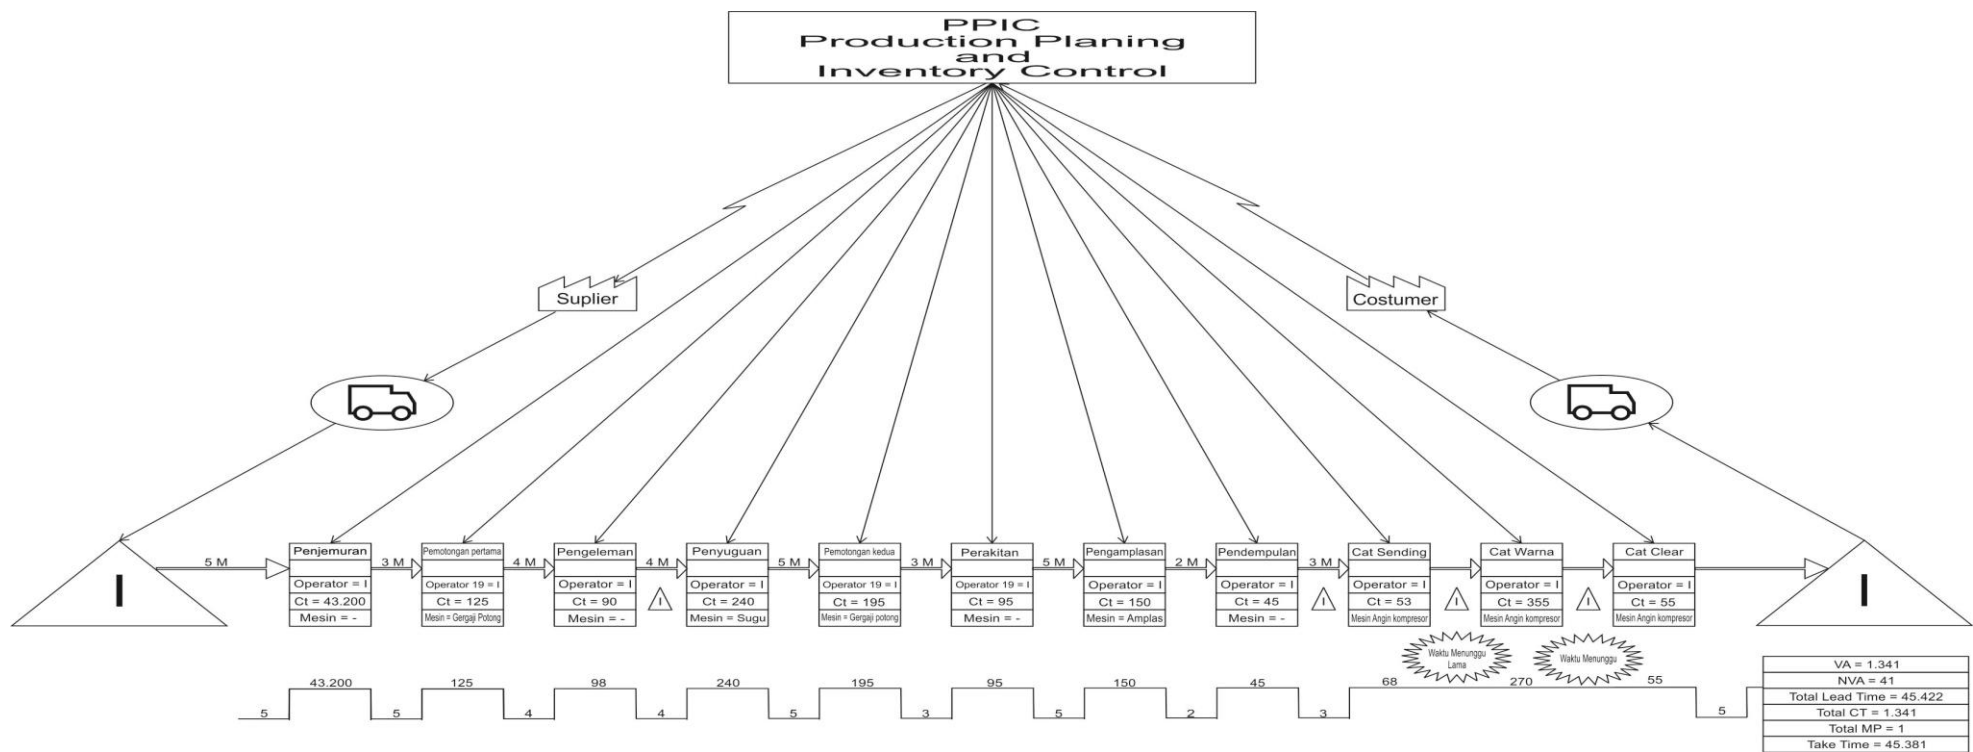 PPIC
Production Planing
and
Inventory Control
Suplier
Costumer
I
5 M
Penjemuran
Operator = I
Ct = 43.200
Mesin = -
3 M
Pemotongan pertama
Operator 19 = I
Ct = 125
Mesin = Gergaji Potong
4 M
Pengeleman
Operator = I
Ct = 90
Mesin = -
4 M
I
Penyuguan
Operator = I
Ct = 240
Mesin = Sugu
5 M
Pemotongan kedua
Operator 19 = I
Ct = 195
Mesin = Gergaji potong
3 M
Perakitan
Operator 19 = I
Ct = 95
Mesin = -
5 M
Pengamplasan
Operator = I
Ct = 150
Mesin = Amplas
2 M
Pendempulan
Operator = I
Ct = 45
Mesin = -
3 M
I
Cat Sending
Operator = I
Ct = 53
Mesin Angin kompresor
I
Cat Warna
Operator = I
Ct = 355
Mesin Angin kompresor
I
Cat Clear
Operator = I
Ct = 55
Mesin Angin kompresor
I
Waktu Menunggu
Lama
Waktu Menunggu
43.200 125 98 240 195 95 150 45 68 270 55
5 5 4 4 5 3 5 2 3 5
VA = 1.341
NVA = 41
Total Lead Time = 45.422
Total CT = 1.341
Total MP = 1
Take Time = 45.381